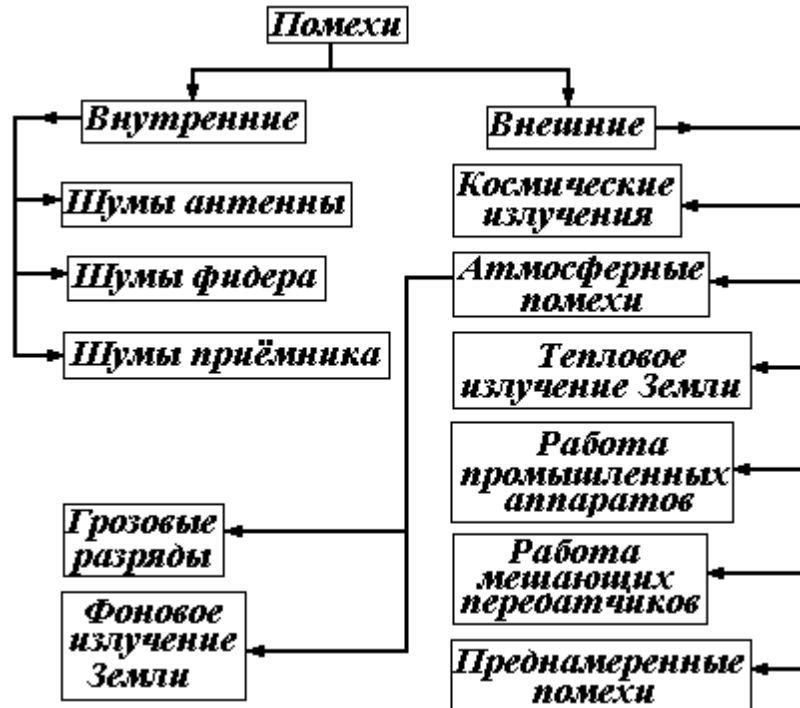 Помехи
Внутренние
Внешние
Шумы антенны
Шумы фидера
Шумы приёмника
Космические
излучения
Атмосферные
помехи
Тепловое
излучение Земли
Работа
промышленных
аппаратов
Работа
мешающих
передатчиков
Преднамеренные
помехи
Грозовые
разряды
Фоновое
излучение
Земли